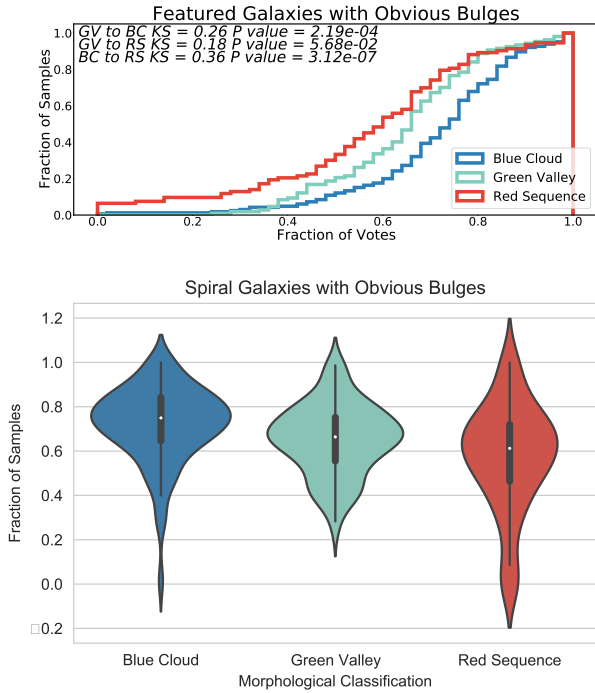 Featured Galaxies with Obvious Bulges
GV to BC KS = 0.26 P value = 2.19e-04
GV to RS KS = 0.18 P value = 5.68e-02
BC to RS KS = 0.36 P value = 3.12e-07
1.0
0.8
0.6
0.4
0.2
0.0
Fraction of Samples
Blue Cloud
Green Valley
Red Sequence
0.0 0.2 0.4 0.6 0.8 1.0
Fraction of Votes
Spiral Galaxies with Obvious Bulges
1.2
1.0
0.8
0.6
0.4
0.2
0.0
□0.2
Fraction of Samples
Blue Cloud Green Valley Red Sequence
Morphological Classification